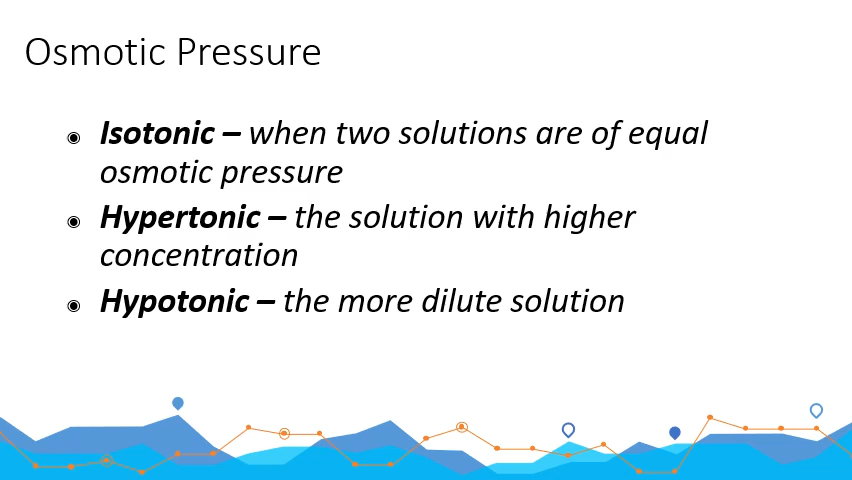 Osmotic Pressure
◉ Isotonic – when two solutions are of equal
osmotic pressure
◉ Hypertonic – the solution with higher
concentration
◉ Hypotonic – the more dilute solution